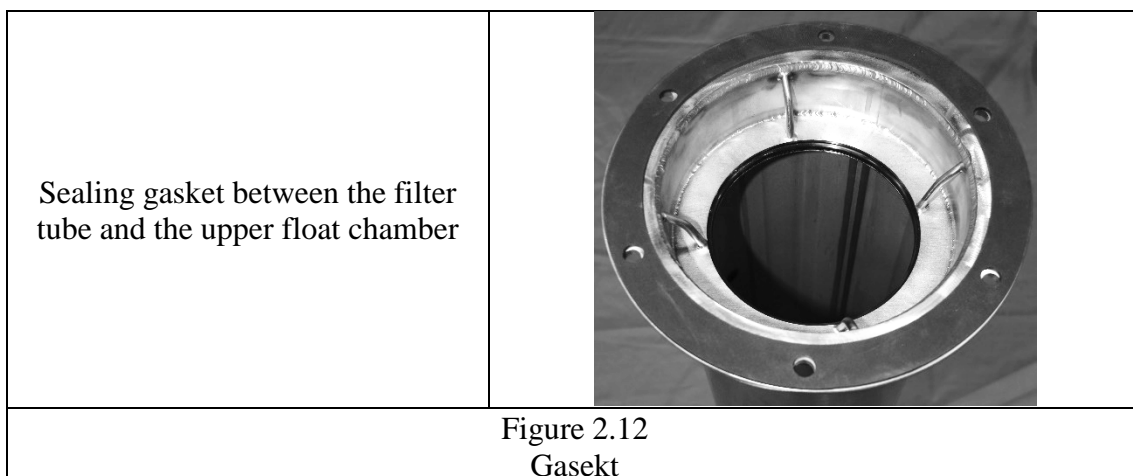 Sealing gasket between the filter
tube and the upper float chamber
Figure 2.12
Gasekt